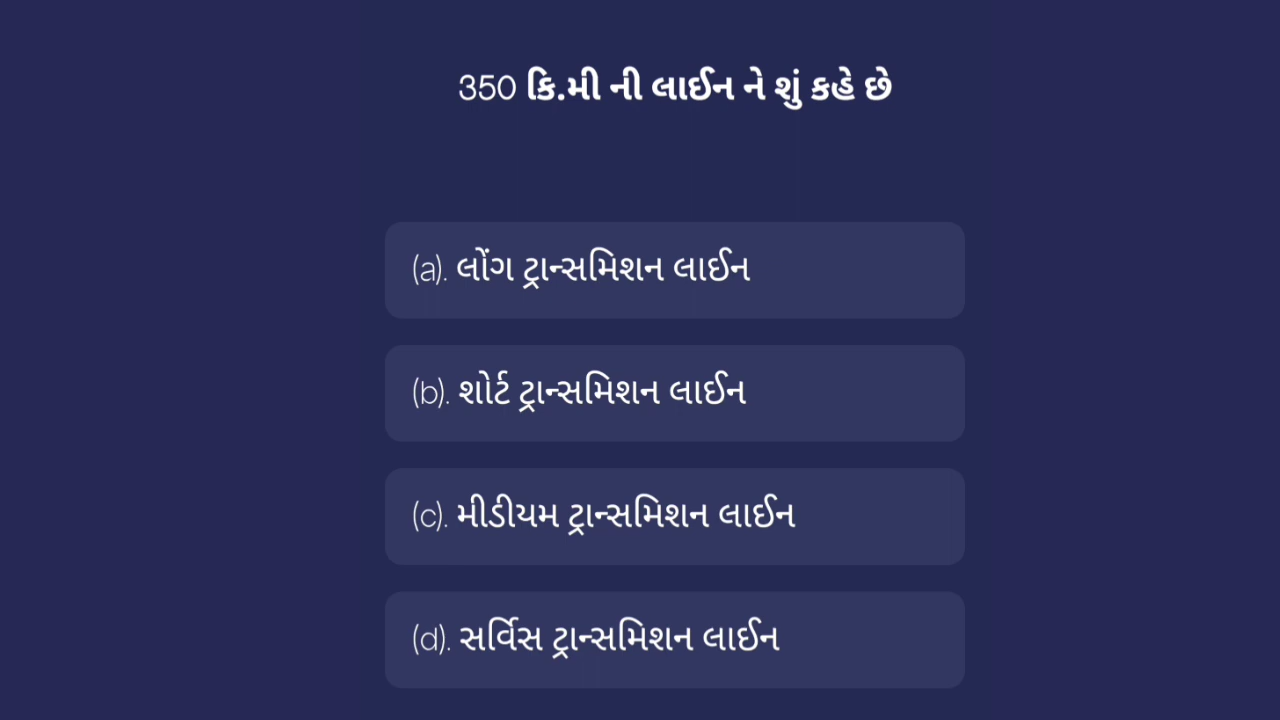 350 કિ.મી ની લાઈન ને શું કહે છે
(a). લોંગ ટ્રાન્સમિશન લાઈન
(b). શોર્ટ ટ્રાન્સમિશન લાઈન
(c). મીડીયમ ટ્રાન્સમિશન લાઈન
(d). સર્વિસ ટ્રાન્સમિશન લાઈન